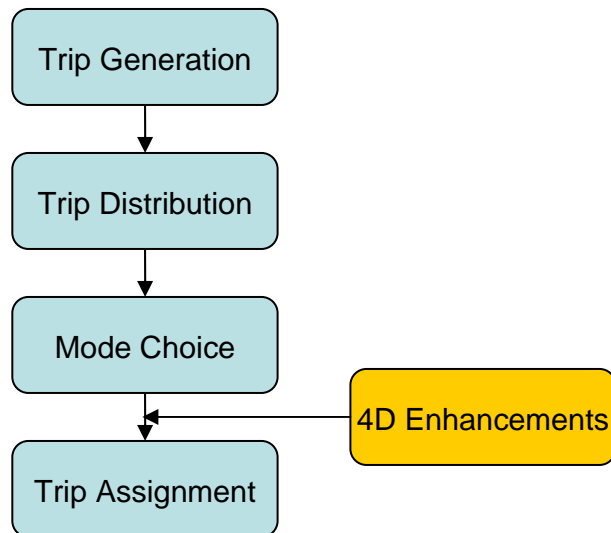 Trip Generation
Trip Distribution
Mode Choice
4D Enhancements
Trip Assignment